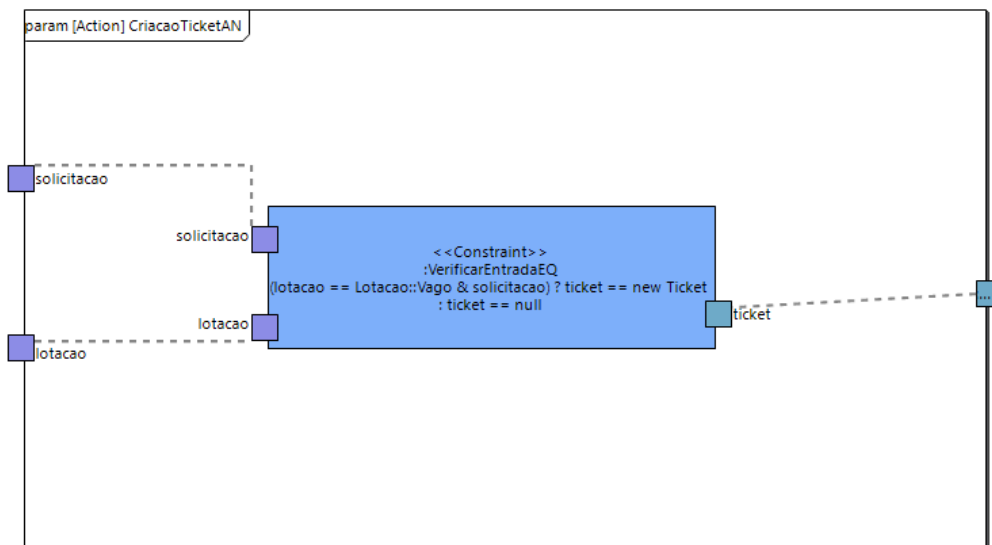 param [Action] CriacaoTicketAN
solicitacao
solicitacao
<<Constraint>>
:VerificarEntradaEQ
(lotacao == Lotacao::Vago & solicitacao) ? ticket == new Ticket
: ticket == null
lotacao
lotacao
ticket
...